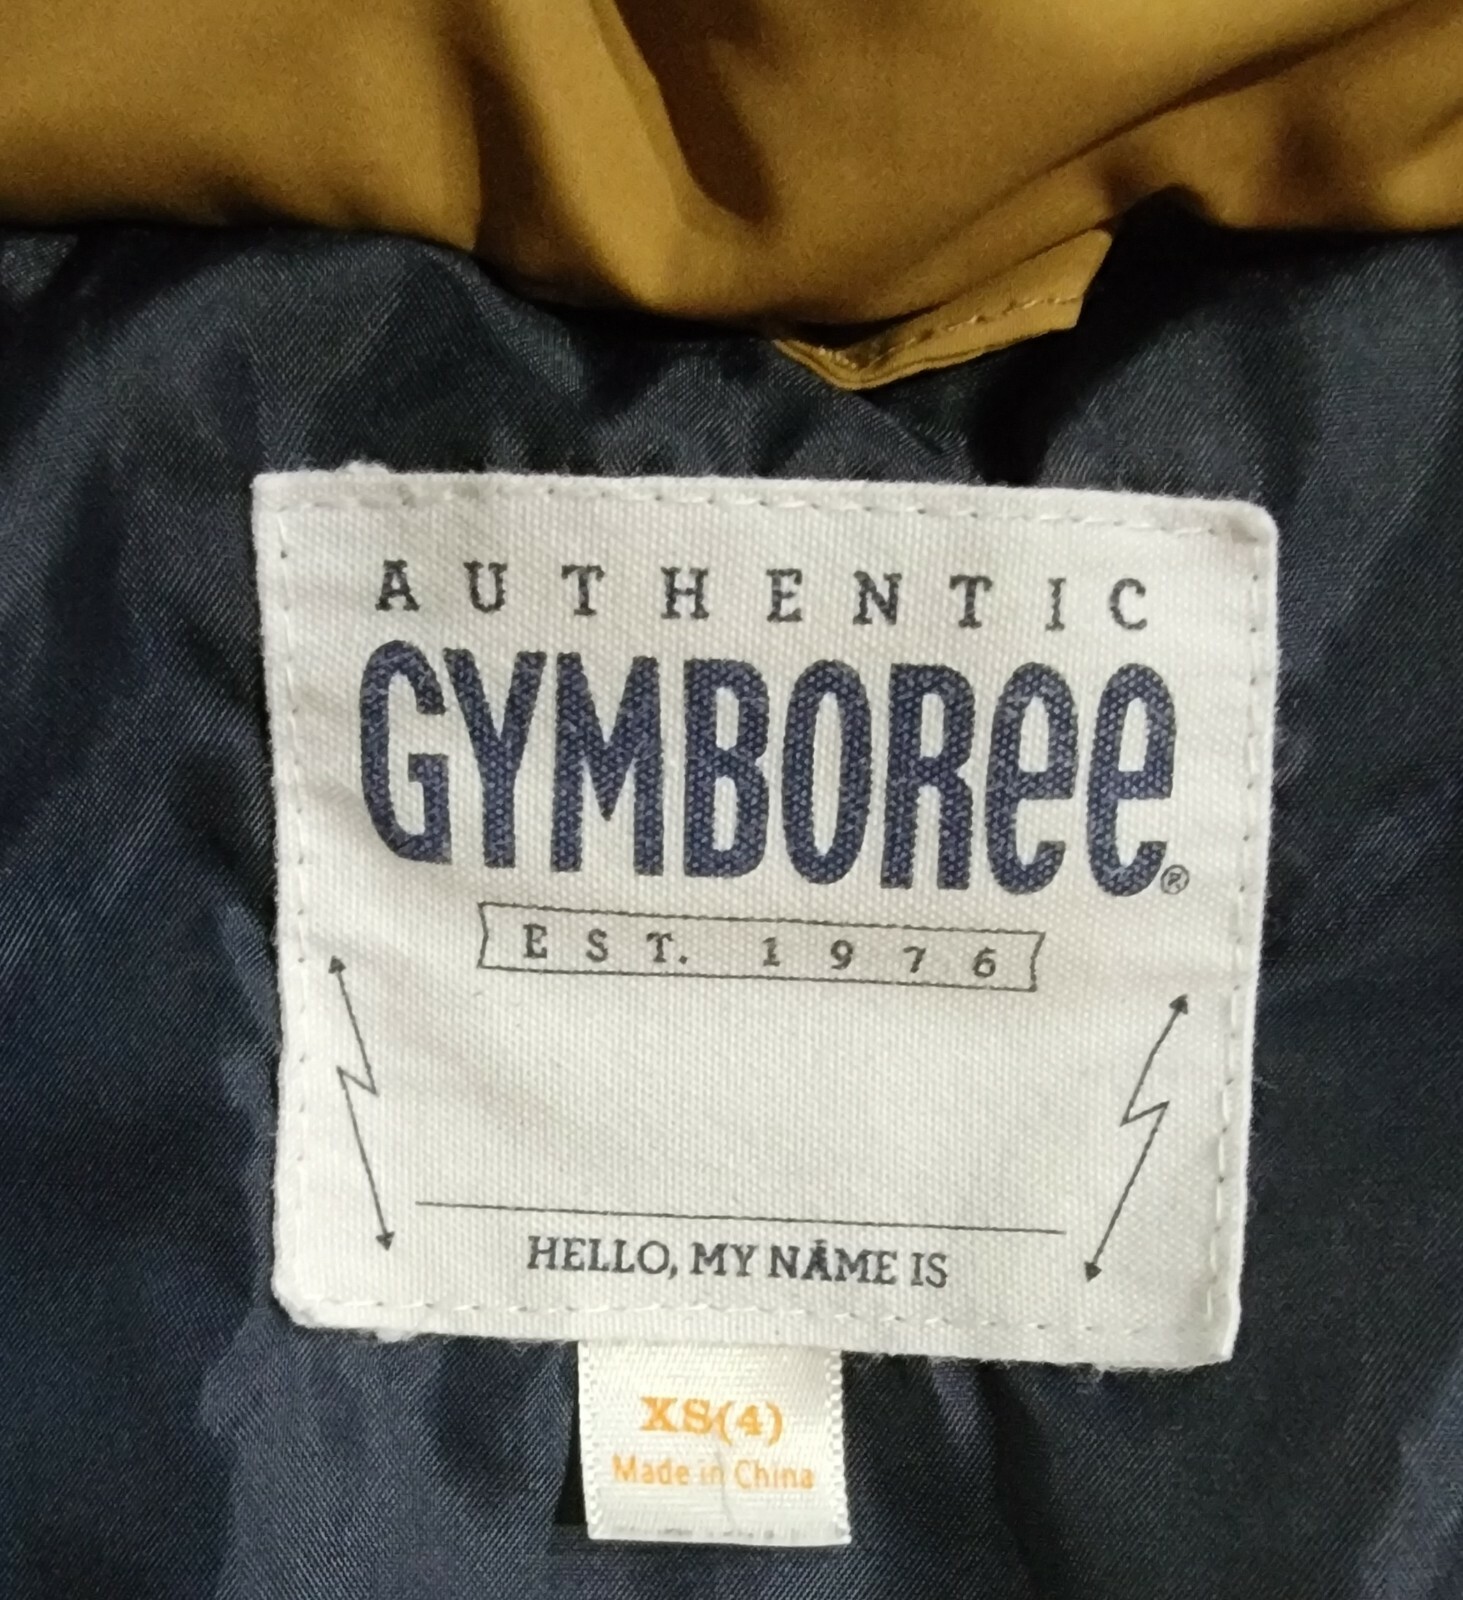 AUTHENTIC
GYMBOREE®
EST. 1976
HELLO, MY NAME IS
XS(4)
Made in China